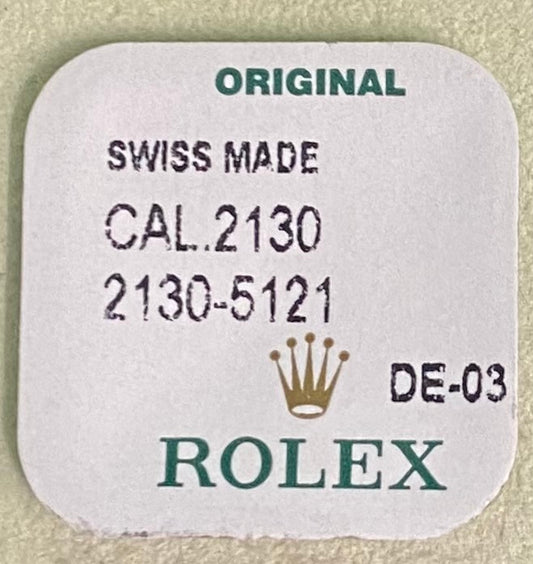 ORIGINAL
SWISS MADE
CAL.2130
2130-5121
DE-03
ROLEX